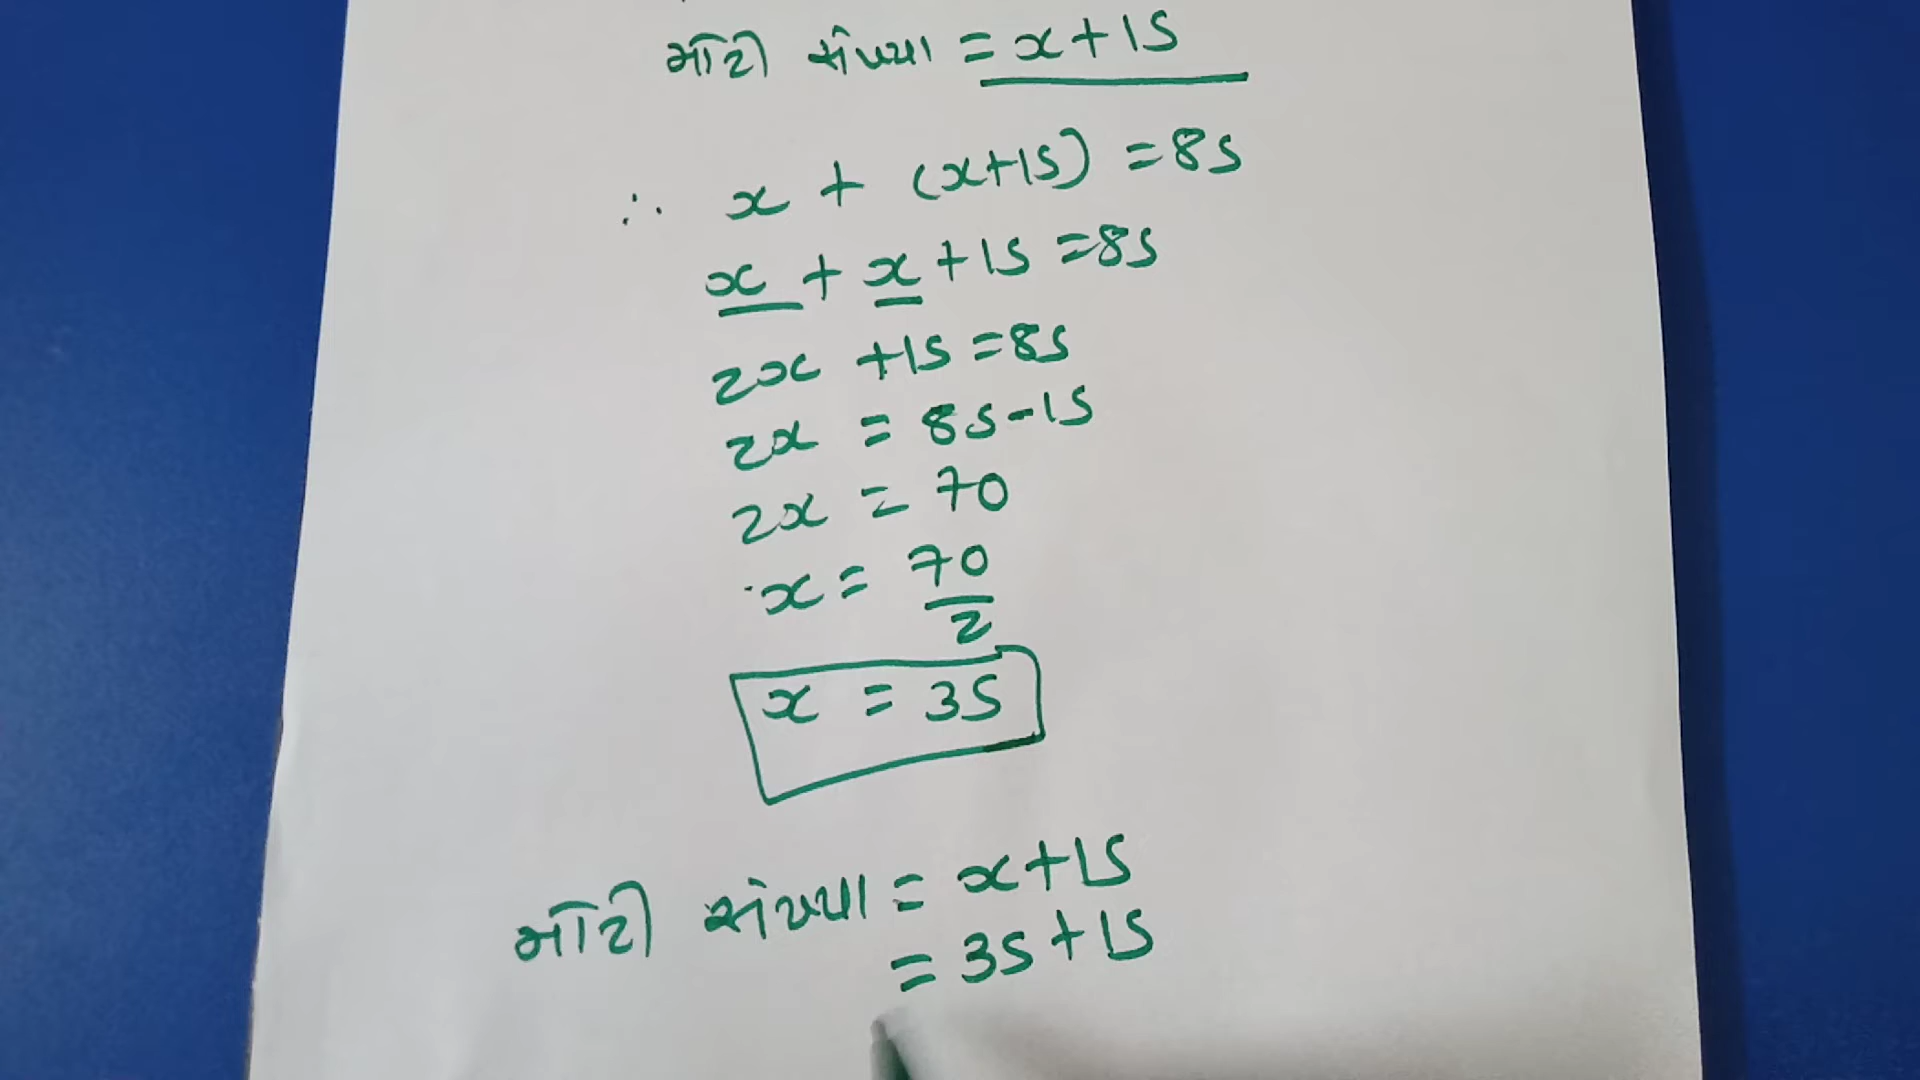 મોટી સંખ્યા = x+15
∴ x + (x+15) = 85
x + x + 15 = 85
2x + 15 = 85
2x = 85-15
2x = 70
x = 70/2
x = 35
મોટી સંખ્યા = x+15
= 35+15